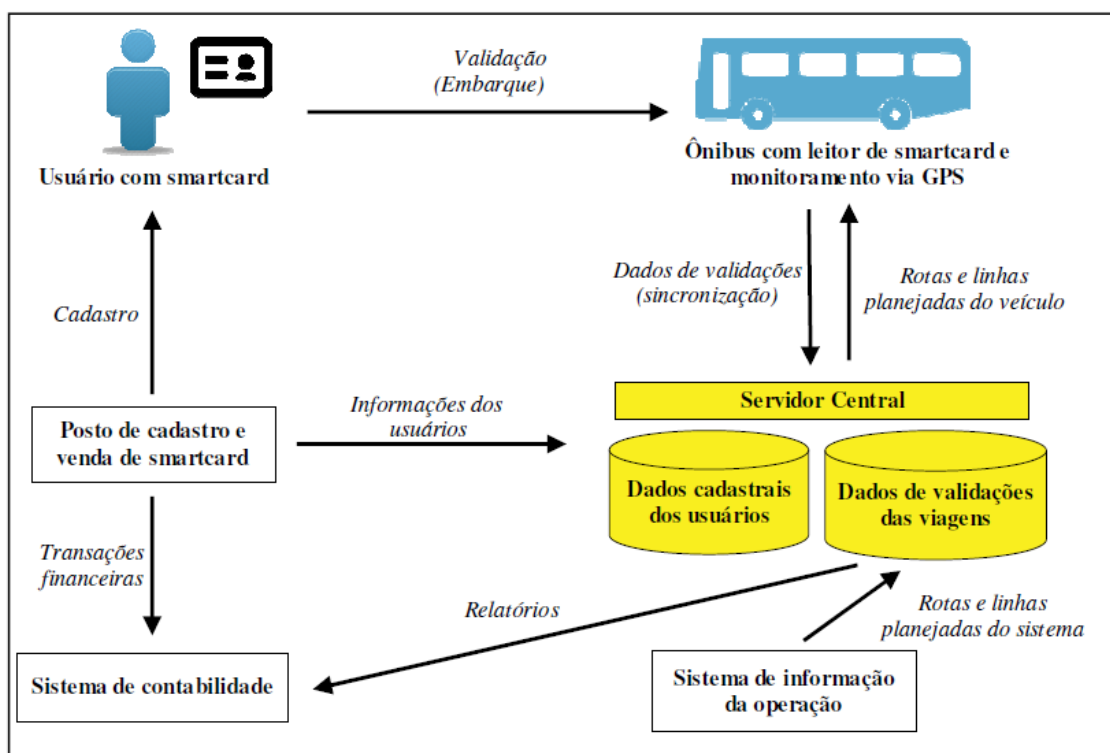 Validação
(Embarque)
Usuário com smartcard
Ônibus com leitor de smartcard e
monitoramento via GPS
Cadastro
Dados de validações
(sincronização)
Rotas e linhas
planejadas do veículo
Posto de cadastro e
venda de smartcard
Informações dos
usuários
Servidor Central
Dados cadastrais
dos usuários
Dados de validações
das viagens
Transações
financeiras
Relatórios
Rotas e linhas
planejadas do sistema
Sistema de contabilidade
Sistema de informação
da operação